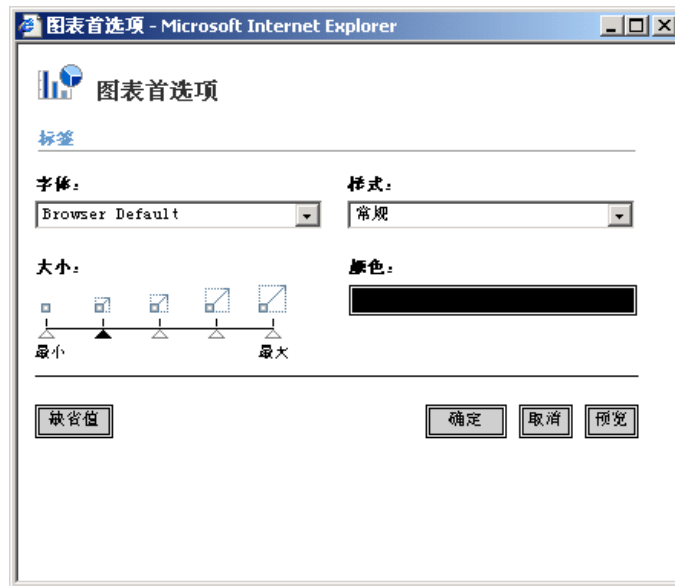 图表首选项 - Microsoft Internet Explorer
图表首选项
标签
字体: 样式:
Browser Default 常规
大小: 颜色:
最小 最大
缺省值 确定 取消 预览